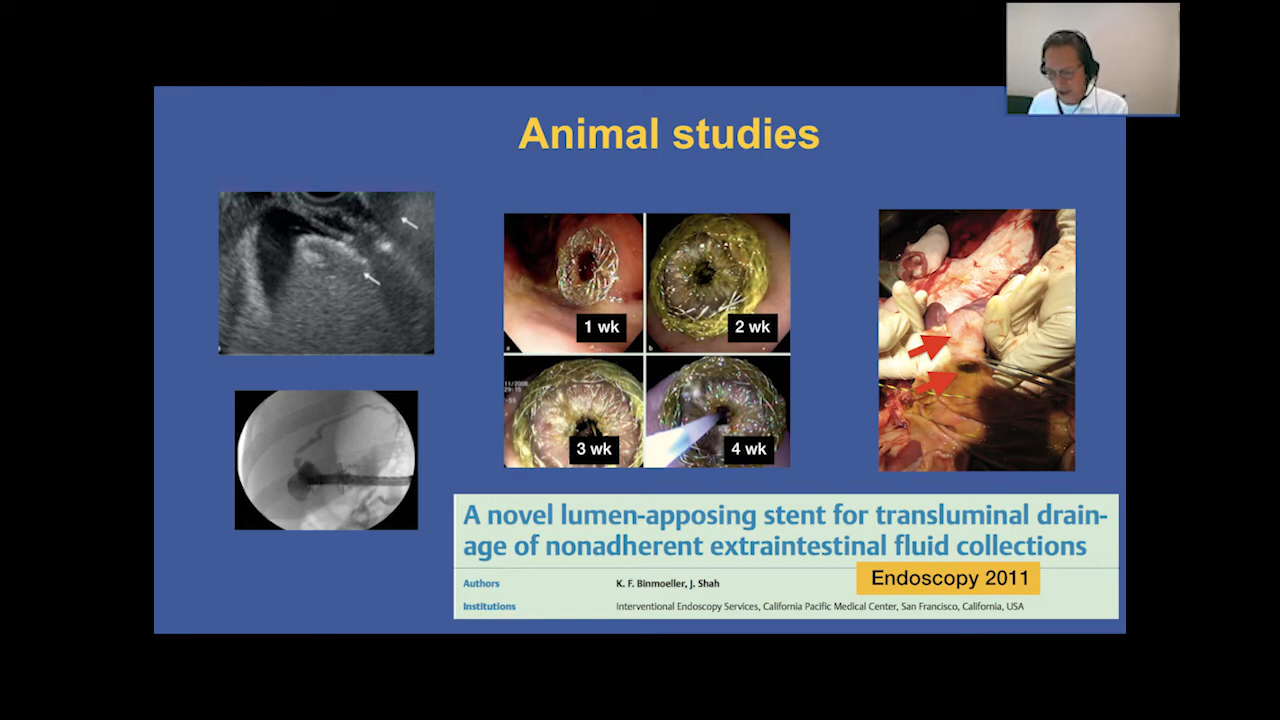 Animal studies
1 wk
2 wk
3 wk
4 wk
A novel lumen-apposing stent for transluminal drain-
age of nonadherent extraintestinal fluid collections
Endoscopy 2011
Authors K. F. Binmoeller, J. Shah
Institutions Interventional Endoscopy Services, California Pacific Medical Center, San Francisco, California, USA